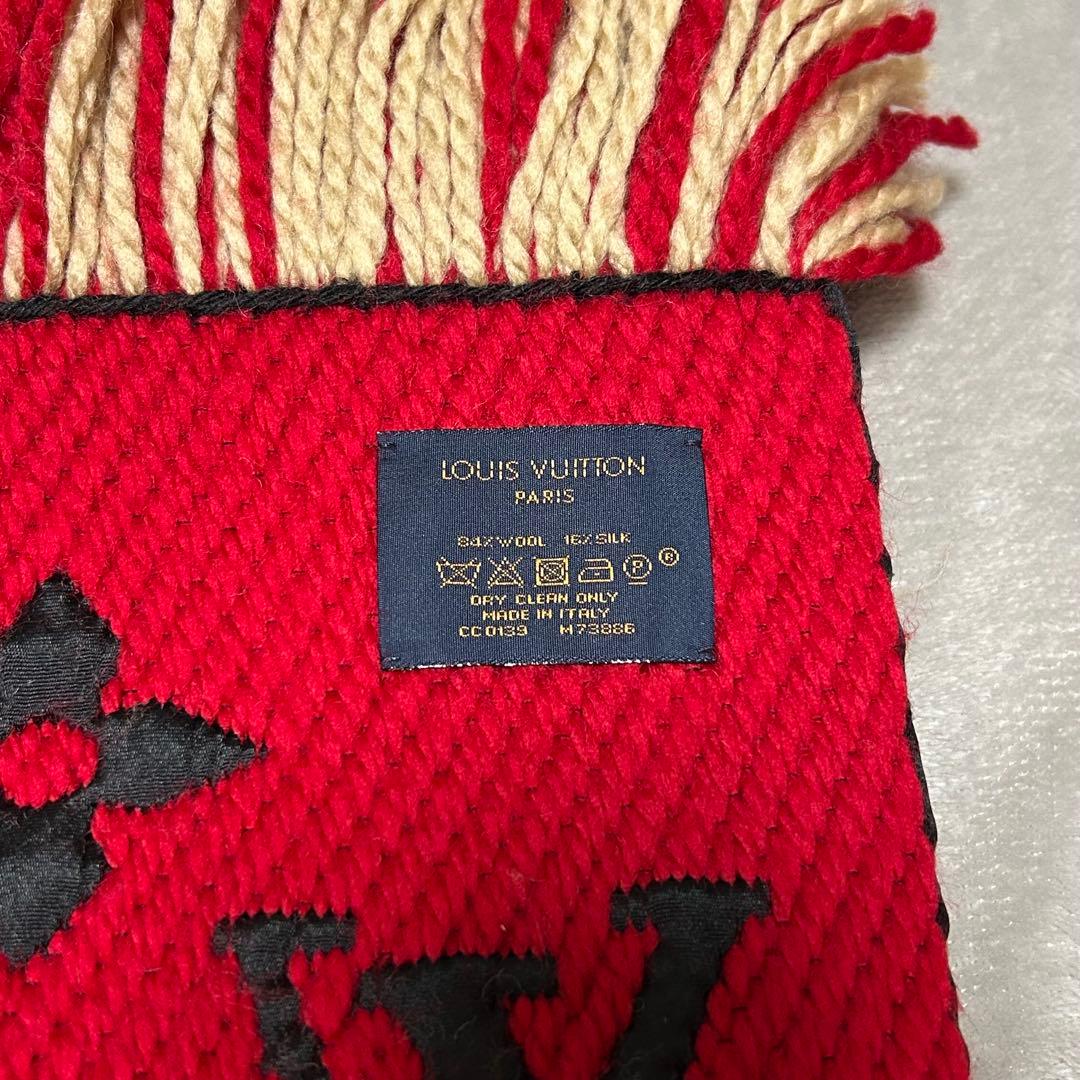 LOUIS VUITTON
PARIS
84% WOOL 16% SILK
P ®
DRY CLEAN ONLY
MADE IN ITALY
CC0139 M73886